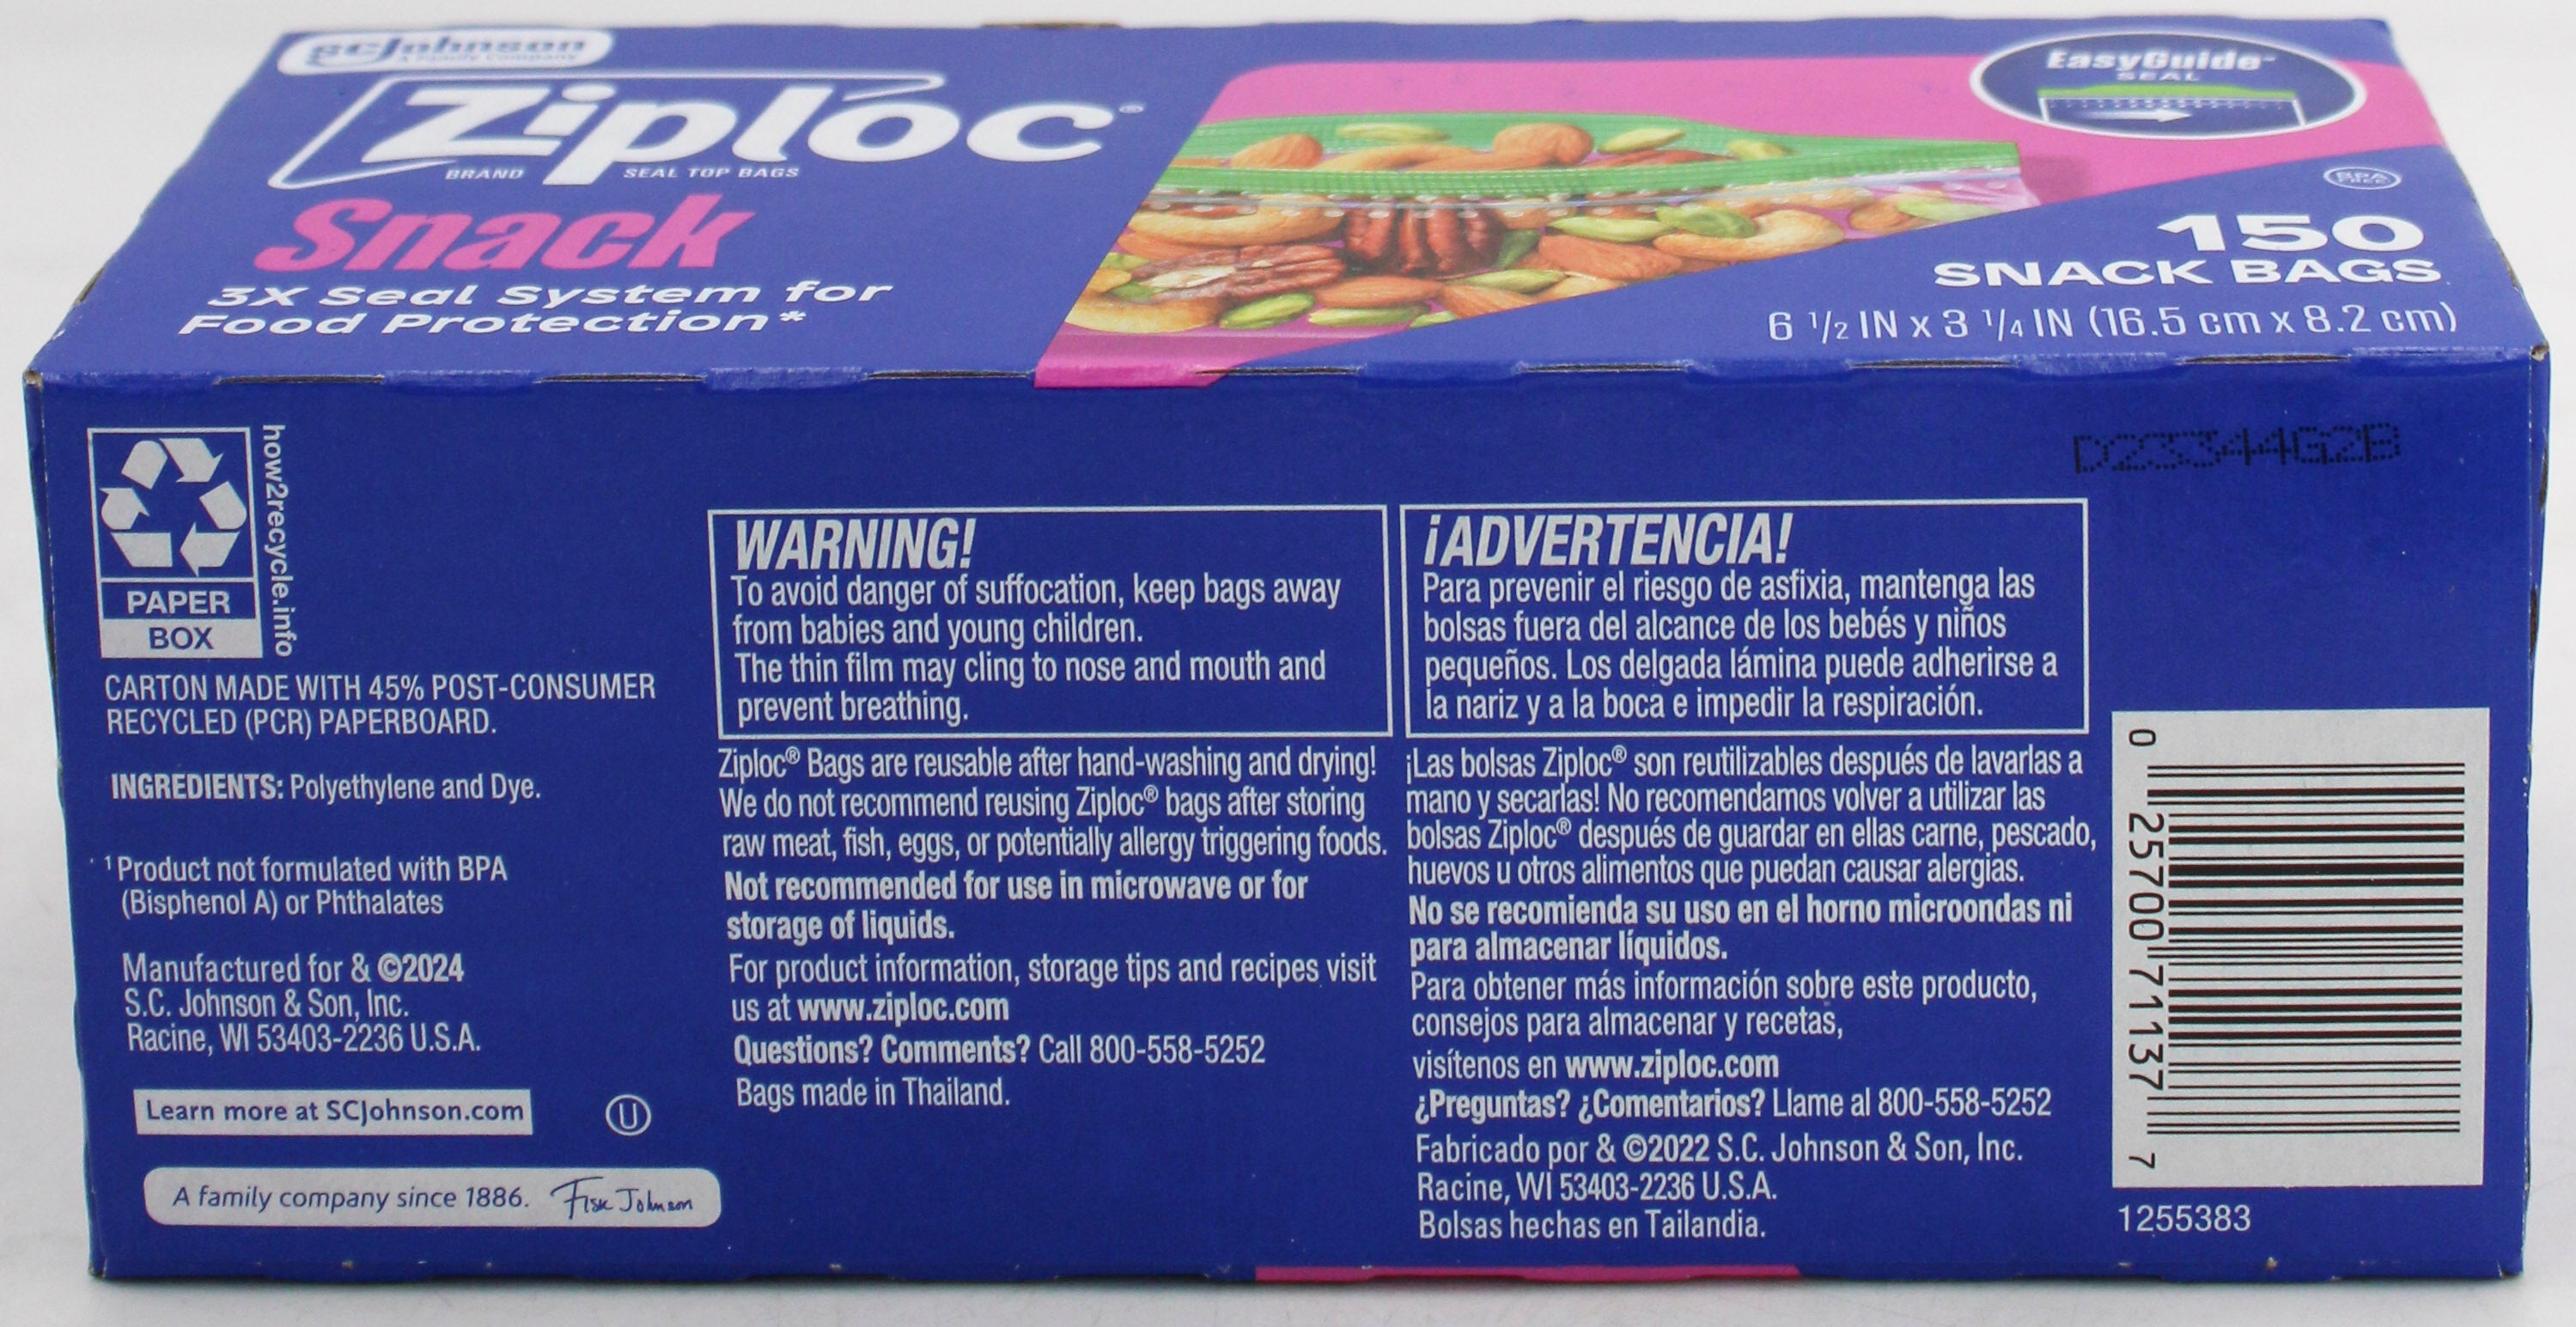 SCJohnson
A Family Company
Ziploc®
BRAND SEAL TOP BAGS
Snack
3X Seal System for
Food Protection*
EasyGuide™
SEAL
BPA
FREE
150
SNACK BAGS
6 1/2 IN x 3 1/4 IN (16.5 cm x 8.2 cm)
D23344G2B
how2recycle.info
PAPER
BOX
CARTON MADE WITH 45% POST-CONSUMER
RECYCLED (PCR) PAPERBOARD.
INGREDIENTS: Polyethylene and Dye.
¹ Product not formulated with BPA
(Bisphenol A) or Phthalates
Manufactured for & ©2024
S.C. Johnson & Son, Inc.
Racine, WI 53403-2236 U.S.A.
Learn more at SCJohnson.com
U
A family company since 1886. Fisk Johnson
WARNING!
To avoid danger of suffocation, keep bags away
from babies and young children.
The thin film may cling to nose and mouth and
prevent breathing.
Ziploc® Bags are reusable after hand-washing and drying!
We do not recommend reusing Ziploc® bags after storing
raw meat, fish, eggs, or potentially allergy triggering foods.
Not recommended for use in microwave or for
storage of liquids.
For product information, storage tips and recipes visit
us at www.ziploc.com
Questions? Comments? Call 800-558-5252
Bags made in Thailand.
¡ADVERTENCIA!
Para prevenir el riesgo de asfixia, mantenga las
bolsas fuera del alcance de los bebés y niños
pequeños. Los delgada lámina puede adherirse a
la nariz y a la boca e impedir la respiración.
¡Las bolsas Ziploc® son reutilizables después de lavarlas a
mano y secarlas! No recomendamos volver a utilizar las
bolsas Ziploc® después de guardar en ellas carne, pescado,
huevos u otros alimentos que puedan causar alergias.
No se recomienda su uso en el horno microondas ni
para almacenar líquidos.
Para obtener más información sobre este producto,
consejos para almacenar y recetas,
visítenos en www.ziploc.com
¿Preguntas? ¿Comentarios? Llame al 800-558-5252
Fabricado por & ©2022 S.C. Johnson & Son, Inc.
Racine, WI 53403-2236 U.S.A.
Bolsas hechas en Tailandia.
0 25700 71137 7
1255383